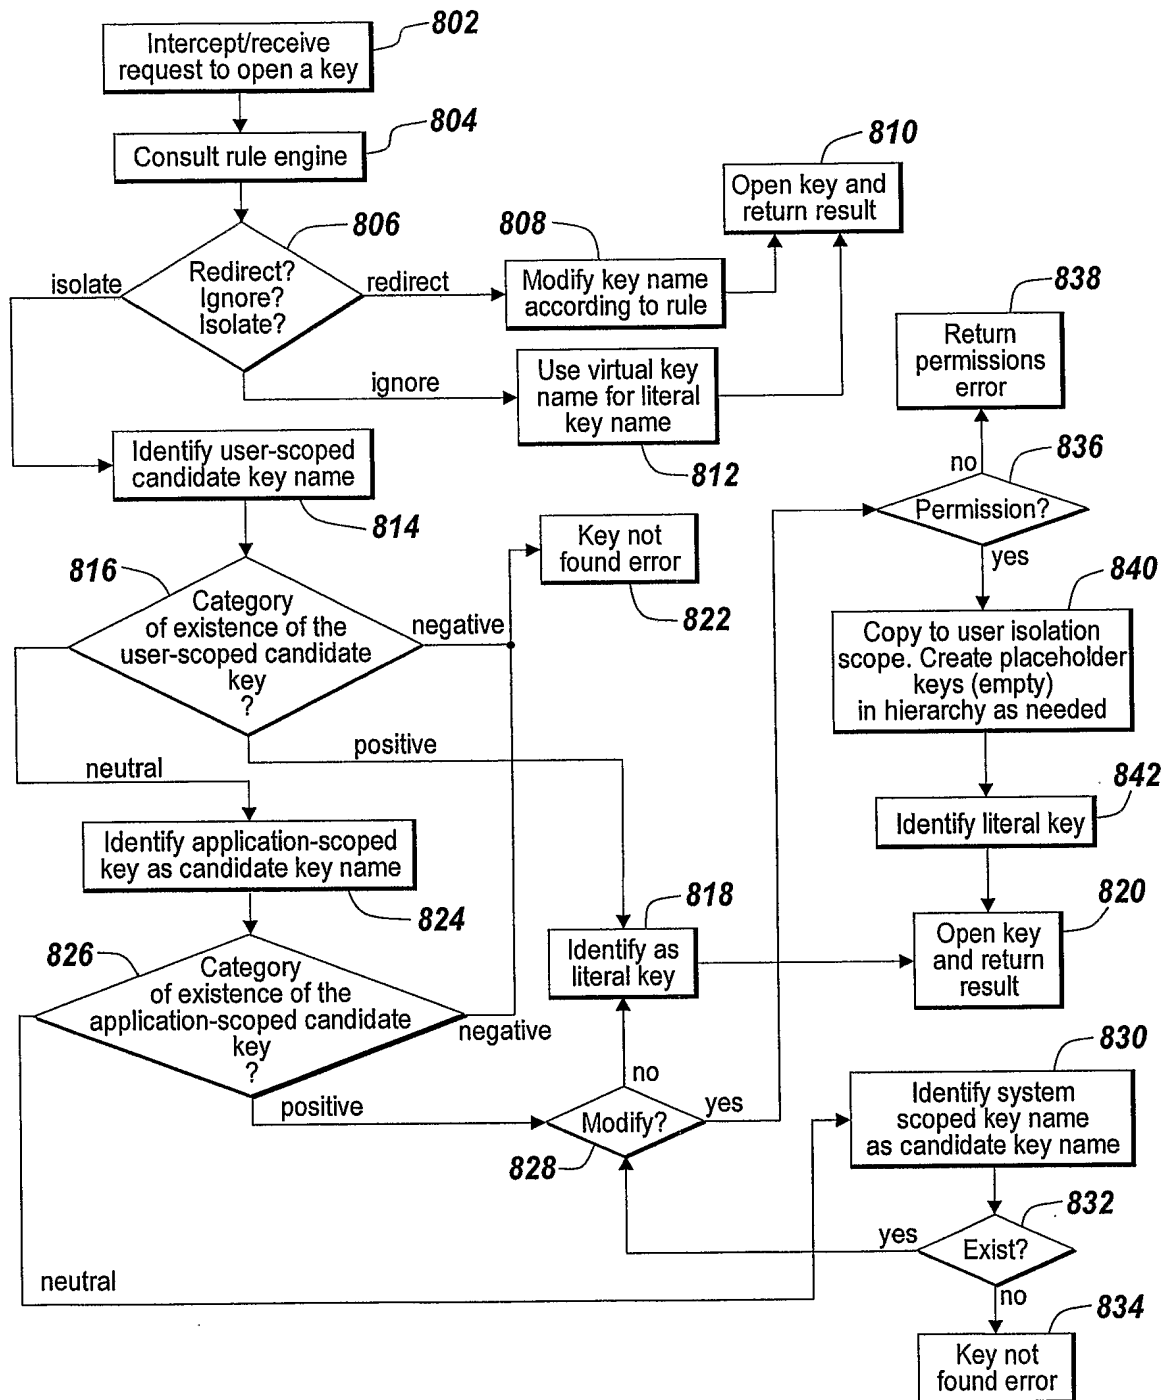 802
Intercept/receive
request to open a key
804
Consult rule engine
810
Open key and
return result
806
Redirect?
Ignore?
Isolate?
isolate
redirect
808
Modify key name
according to rule
ignore
Use virtual key
name for literal
key name
812
838
Return
permissions
error
no
836
Permission?
yes
Identify user-scoped
candidate key name
814
Key not
found error
822
816
Category
of existence of the
user-scoped candidate
key
?
negative
positive
neutral
840
Copy to user isolation
scope. Create placeholder
keys (empty)
in hierarchy as needed
842
Identify literal key
Identify application-scoped
key as candidate key name
824
818
Identify as
literal key
820
Open key
and return
result
826
Category
of existence of the
application-scoped candidate
key
?
negative
positive
neutral
no
Modify?
yes
828
830
Identify system
scoped key name
as candidate key name
832
Exist?
yes
no
834
Key not
found error